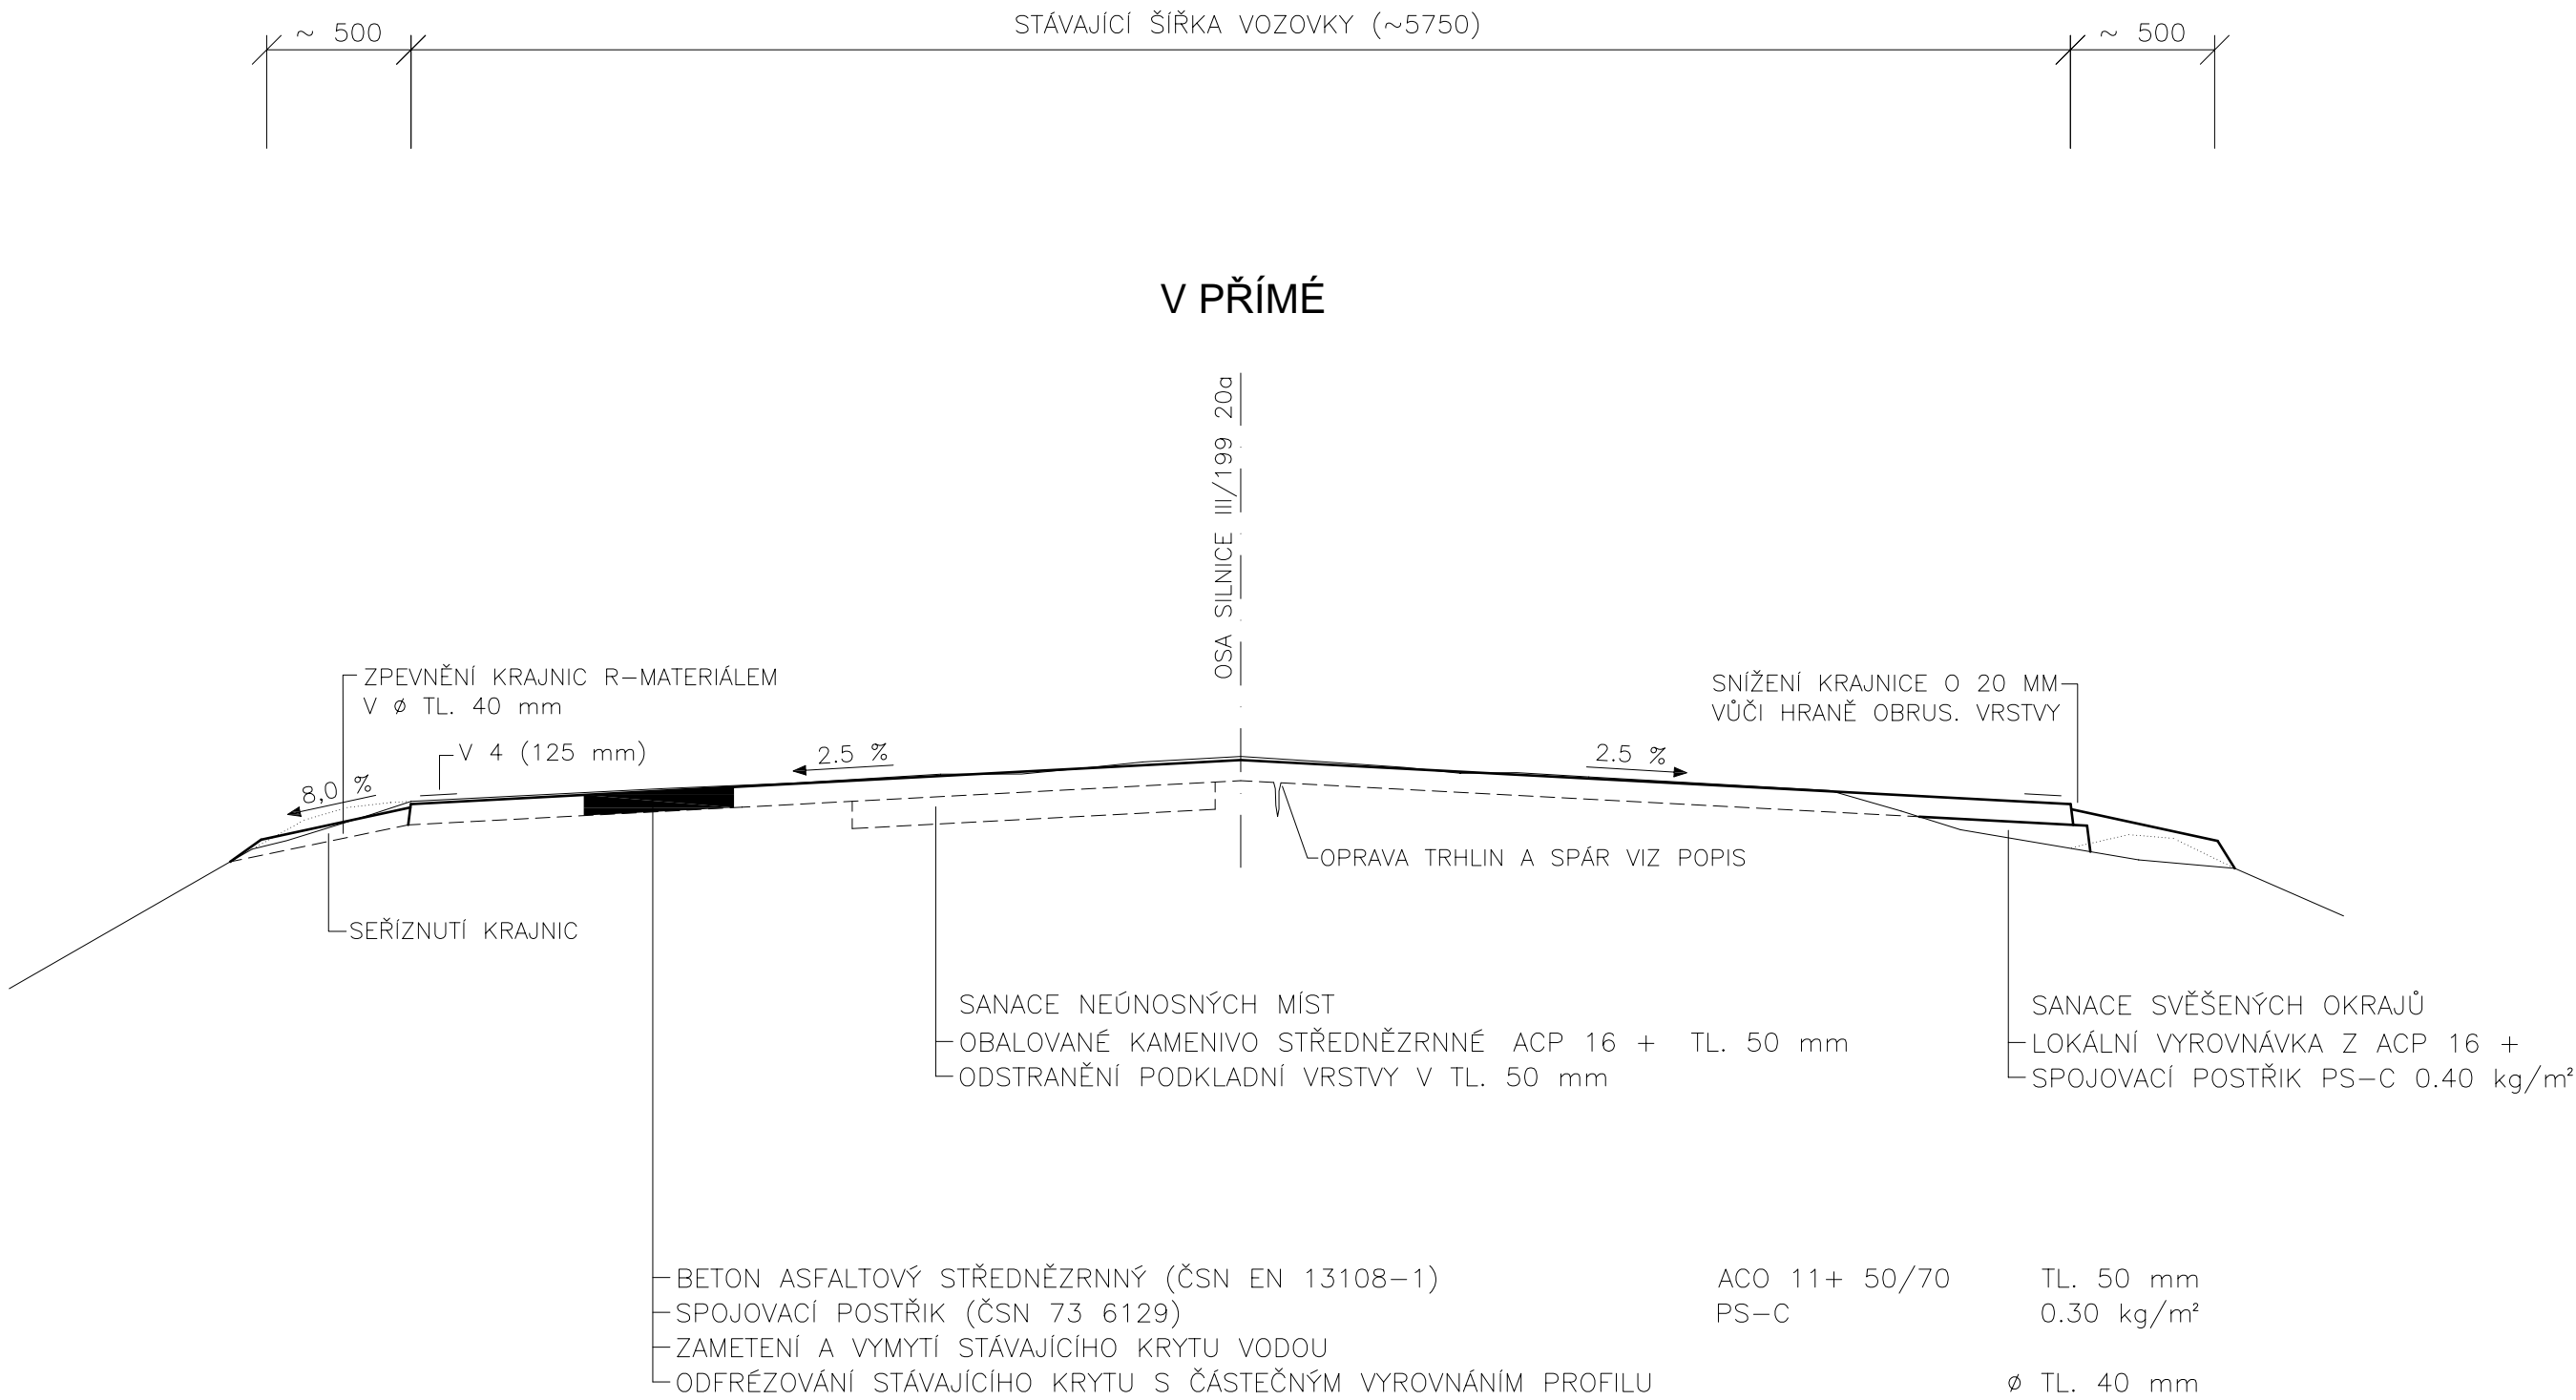 STÁVAJÍCÍ ŠÍŘKA VOZOVKY (~5750)
~ 500
~ 500
V PŘÍMÉ
OSA SILNICE III/199 20a
ZPEVNĚNÍ KRAJNIC R-MATERIÁLEM
V ø TL. 40 mm
V 4 (125 mm)
8,0 %
2.5 %
2.5 %
SNÍŽENÍ KRAJNICE O 20 MM
VŮČI HRANĚ OBRUS. VRSTVY
OPRAVA TRHLIN A SPÁR VIZ POPIS
SEŘÍZNUTÍ KRAJNIC
SANACE NEÚNOSNÝCH MÍST
OBALOVANÉ KAMENIVO STŘEDNĚZRNNÉ ACP 16 + TL. 50 mm
ODSTRANĚNÍ PODKLADNÍ VRSTVY V TL. 50 mm
SANACE SVĚŠENÝCH OKRAJŮ
LOKÁLNÍ VYROVNÁVKA Z ACP 16 +
SPOJOVACÍ POSTŘIK PS-C 0.40 kg/m²
BETON ASFALTOVÝ STŘEDNĚZRNNÝ (ČSN EN 13108-1) ACO 11+ 50/70 TL. 50 mm
SPOJOVACÍ POSTŘIK (ČSN 73 6129) PS-C 0.30 kg/m²
ZAMETENÍ A VYMYTÍ STÁVAJÍCÍHO KRYTU VODOU
ODFRÉZOVÁNÍ STÁVAJÍCÍHO KRYTU S ČÁSTEČNÝM VYROVNÁNÍM PROFILU ø TL. 40 mm